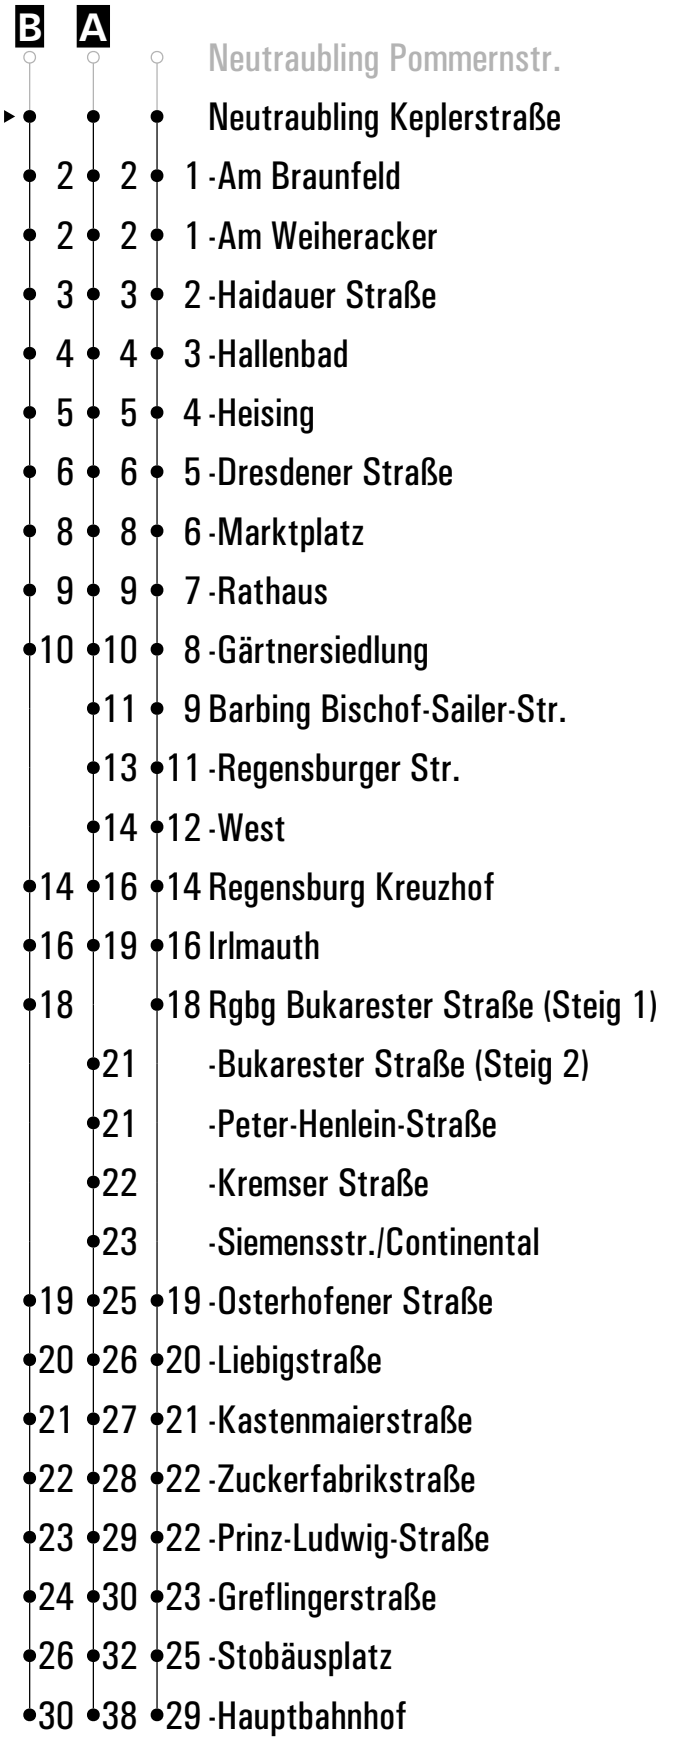 B A
Neutraubling Pommernstr.
Neutraubling Keplerstraße
2 2 1 -Am Braunfeld
2 2 1 -Am Weiheracker
3 3 2 -Haidauer Straße
4 4 3 -Hallenbad
5 5 4 -Heising
6 6 5 -Dresdener Straße
8 8 6 -Marktplatz
9 9 7 -Rathaus
10 10 8 -Gärtnersiedlung
11 9 Barbing Bischof-Sailer-Str.
13 11 -Regensburger Str.
14 12 -West
14 16 14 Regensburg Kreuzhof
16 19 16 Irlmauth
18 18 Rgbg Bukarester Straße (Steig 1)
21 -Bukarester Straße (Steig 2)
21 -Peter-Henlein-Straße
22 -Kremser Straße
23 -Siemensstr./Continental
19 25 19 -Osterhofener Straße
20 26 20 -Liebigstraße
21 27 21 -Kastenmaierstraße
22 28 22 -Zuckerfabrikstraße
23 29 22 -Prinz-Ludwig-Straße
24 30 23 -Greflingerstraße
26 32 25 -Stobäusplatz
30 38 29 -Hauptbahnhof